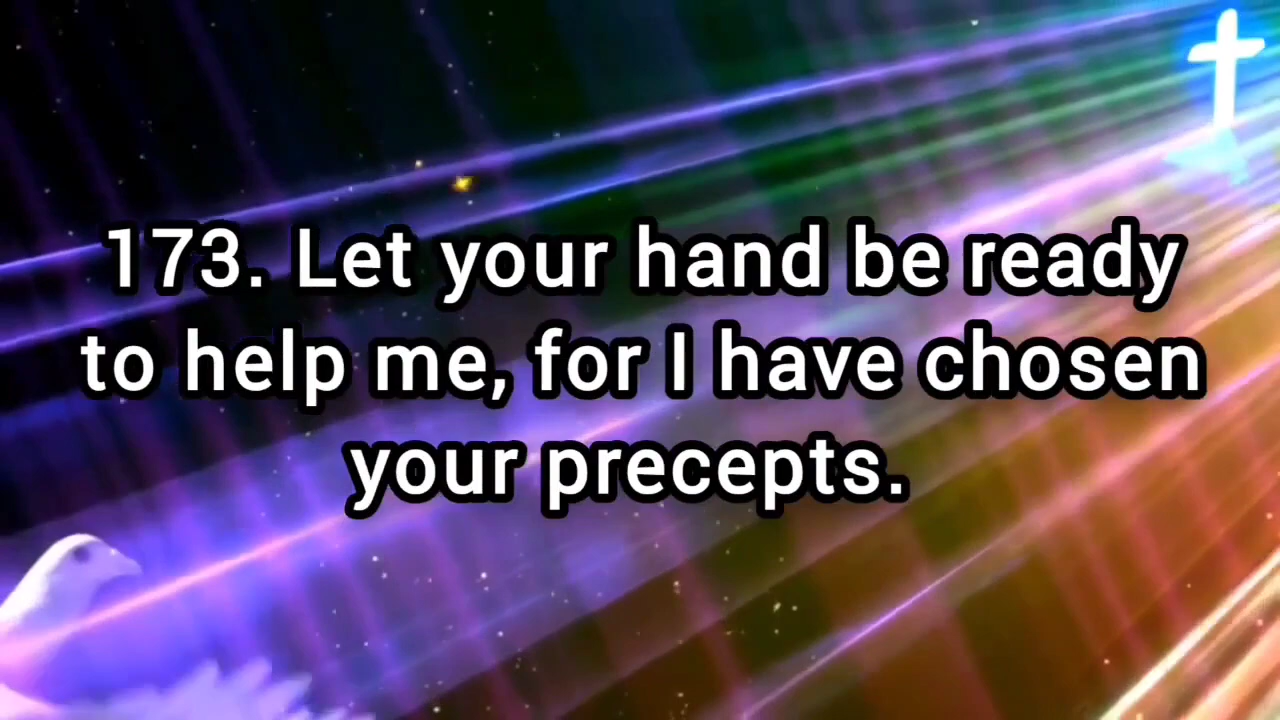 173. Let your hand be ready
to help me, for I have chosen
your precepts.